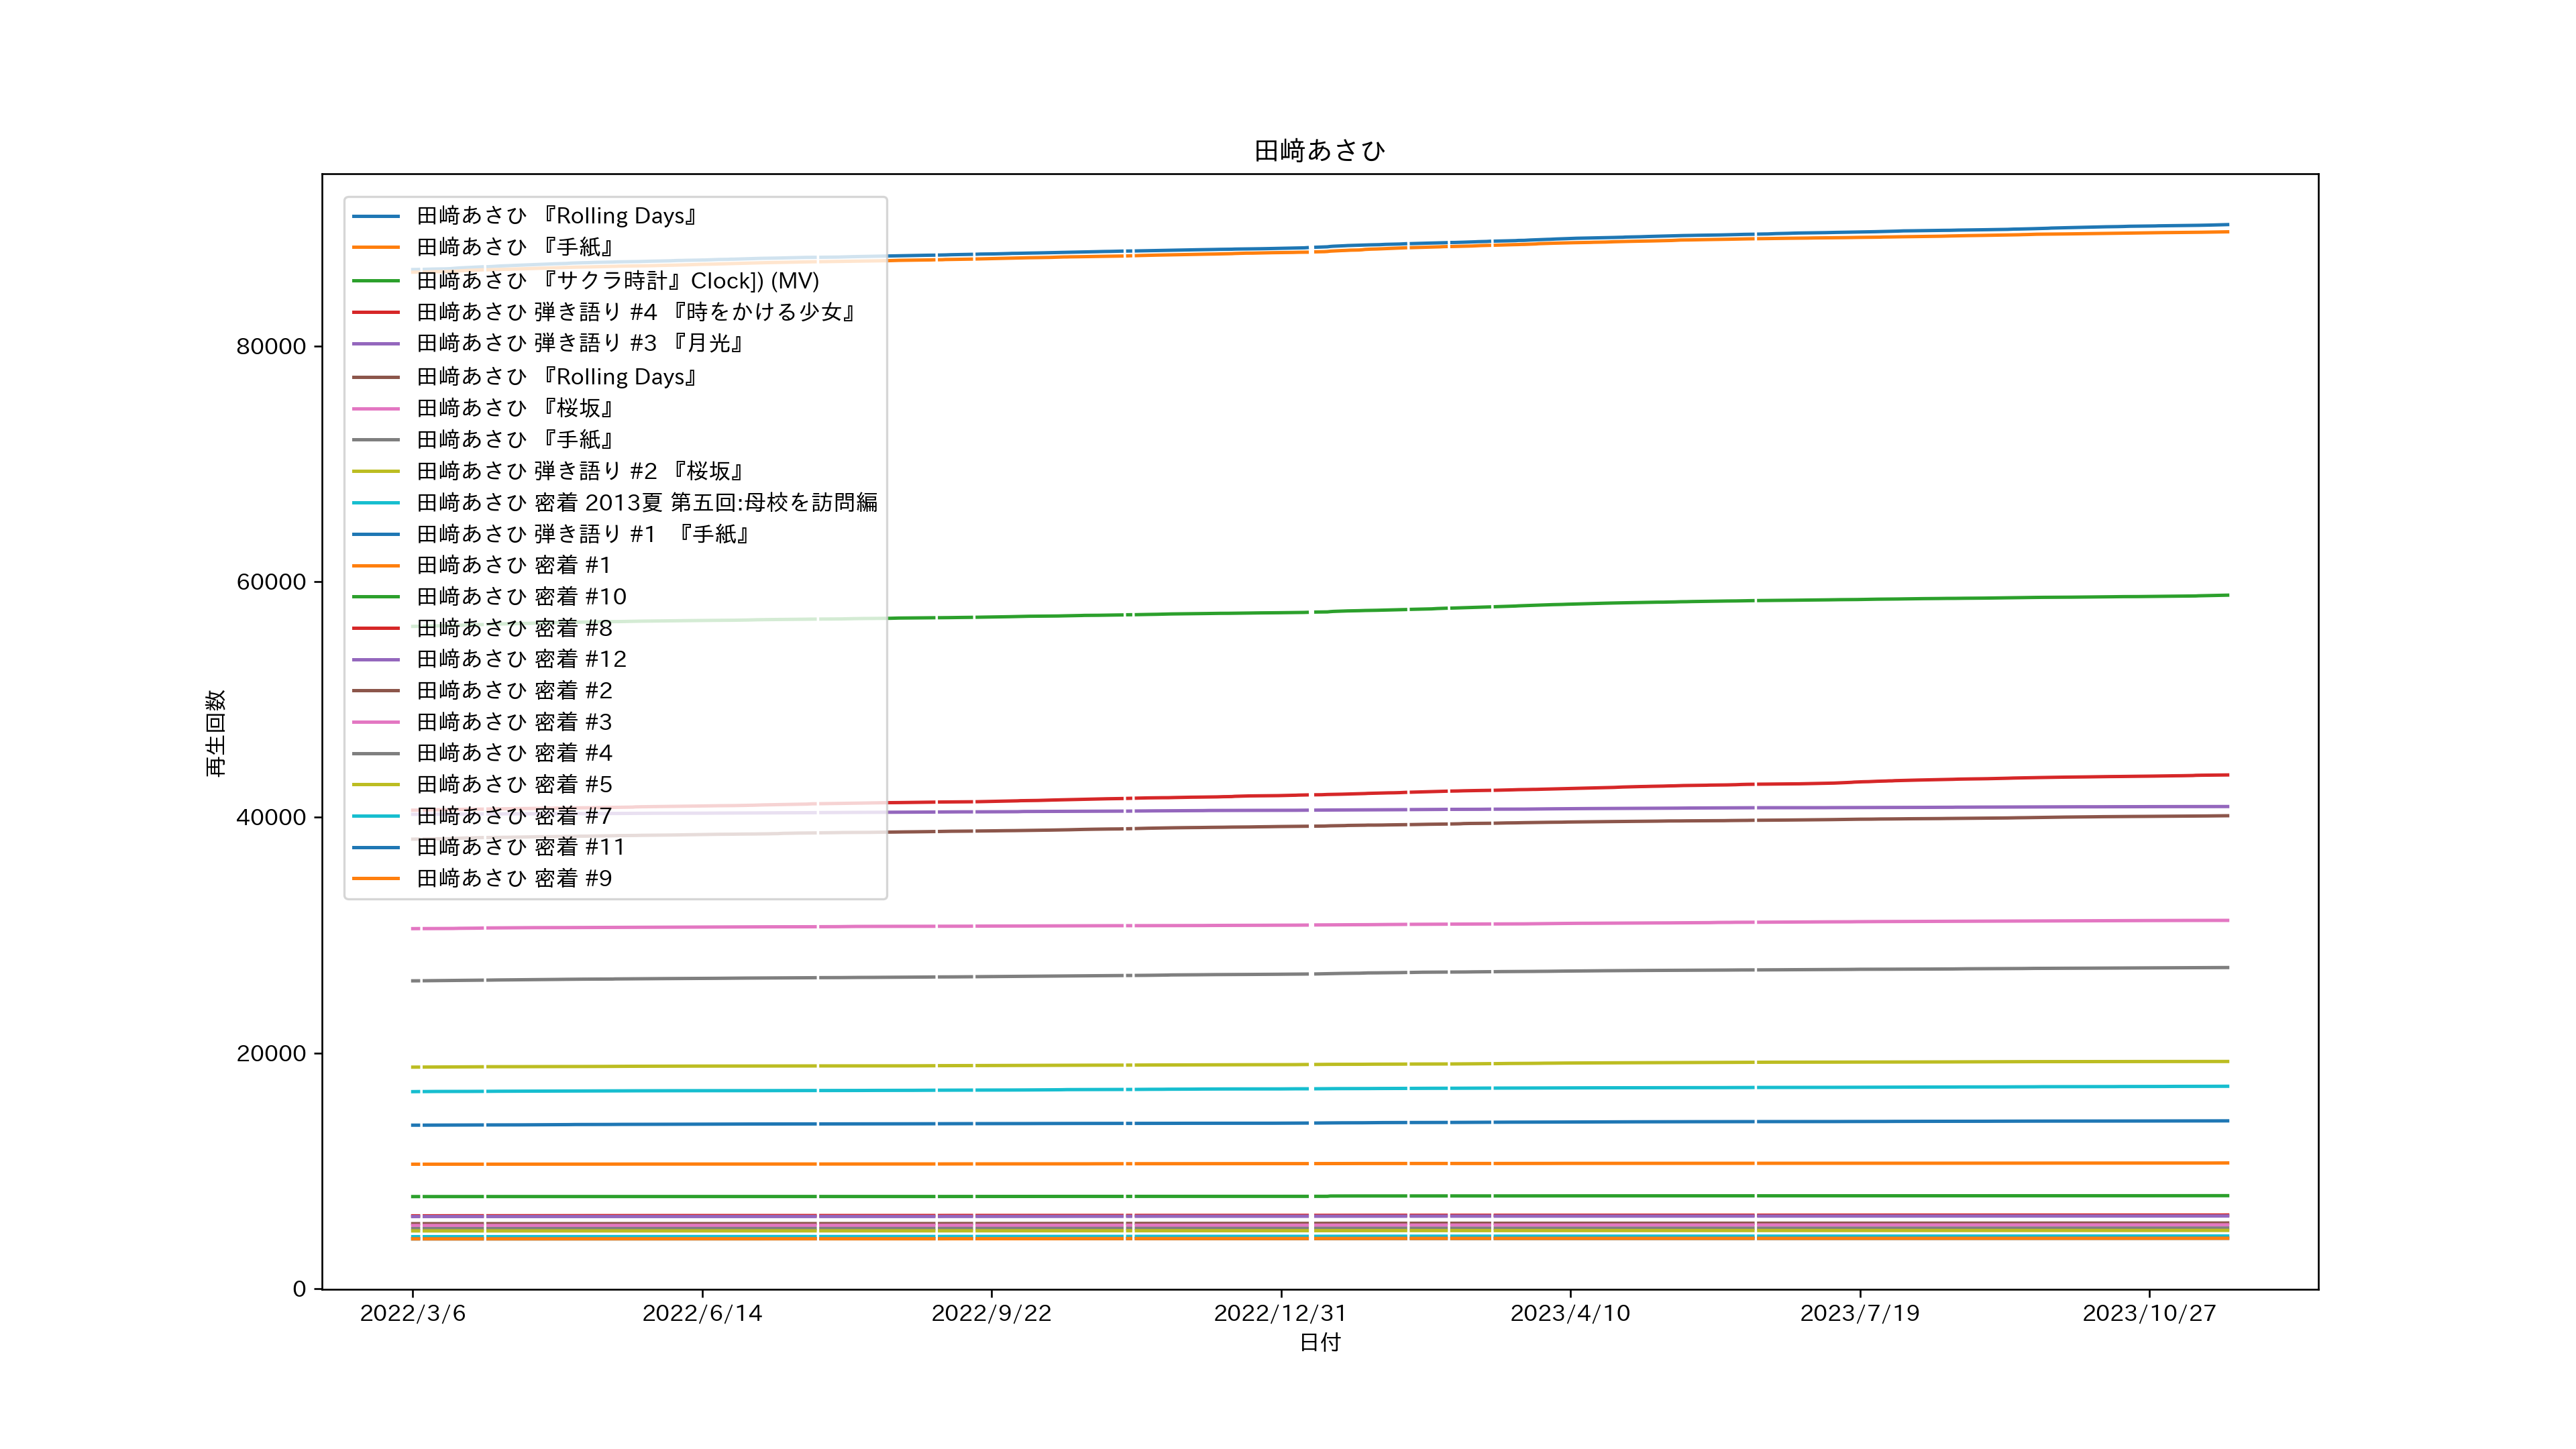 田﨑あさひ
田﨑あさひ 『Rolling Days』
田﨑あさひ 『手紙』
田﨑あさひ 『サクラ時計』Clock]) (MV)
田﨑あさひ 弾き語り #4 『時をかける少女』
田﨑あさひ 弾き語り #3 『月光』
田﨑あさひ 『Rolling Days』
田﨑あさひ 『桜坂』
田﨑あさひ 『手紙』
田﨑あさひ 弾き語り #2 『桜坂』
田﨑あさひ 密着 2013夏 第五回:母校を訪問編
田﨑あさひ 弾き語り #1 『手紙』
田﨑あさひ 密着 #1
田﨑あさひ 密着 #10
田﨑あさひ 密着 #8
田﨑あさひ 密着 #12
田﨑あさひ 密着 #2
田﨑あさひ 密着 #3
田﨑あさひ 密着 #4
田﨑あさひ 密着 #5
田﨑あさひ 密着 #7
田﨑あさひ 密着 #11
田﨑あさひ 密着 #9
再生回数
80000
60000
40000
20000
0
2022/3/6 2022/6/14 2022/9/22 2022/12/31 2023/4/10 2023/7/19 2023/10/27
日付